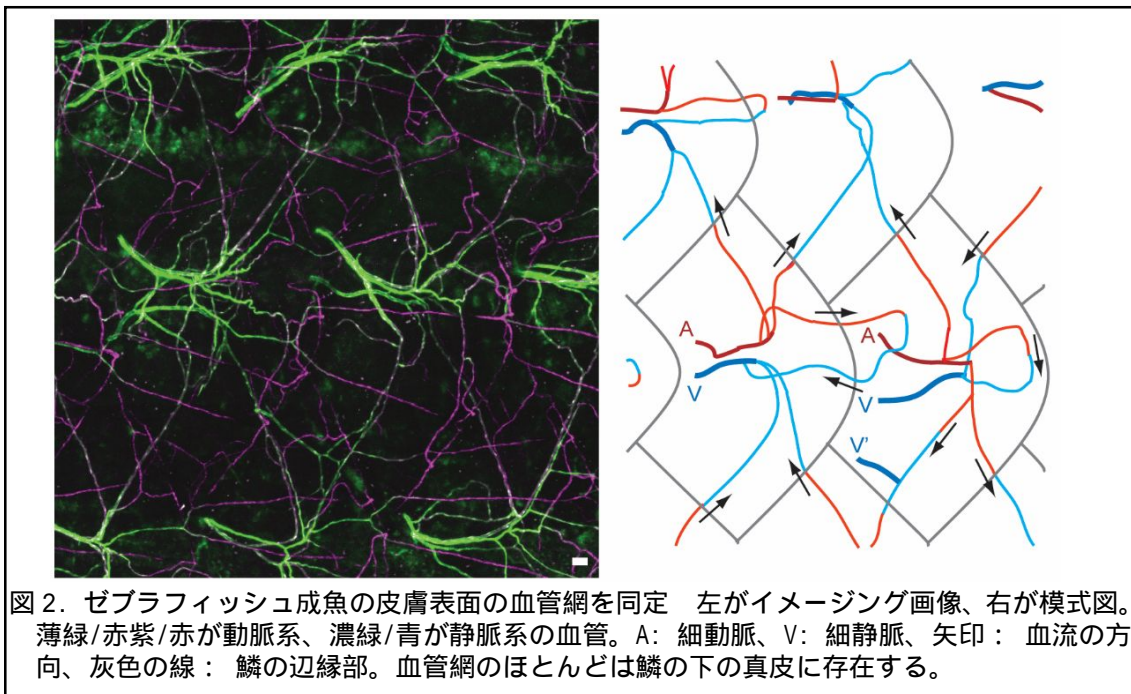 A
V
A
V
V'
図 2. ゼブラフィッシュ成魚の皮膚表面の血管網を同定 左がイメージング画像、右が模式図。
薄緑/赤紫/赤が動脈系、濃緑/青が静脈系の血管。A: 細動脈、V: 細静脈、矢印: 血流の方
向、灰色の線: 鱗の辺縁部。血管網のほとんどは鱗の下の真皮に存在する。